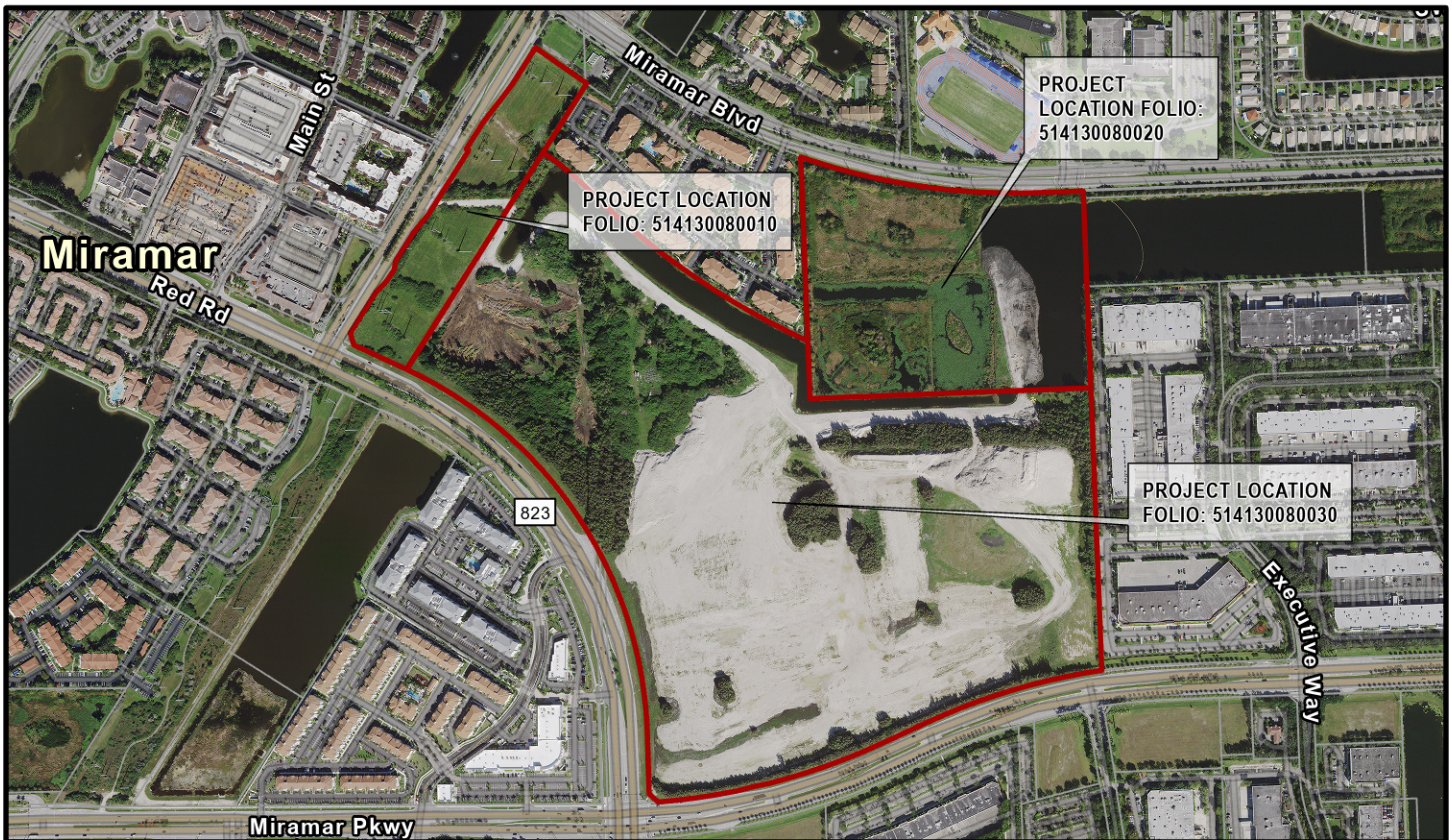 Miramar Blvd
Main St
PROJECT
LOCATION FOLIO:
514130080020
PROJECT LOCATION
FOLIO: 514130080010
Miramar
Red Rd
823
PROJECT LOCATION
FOLIO: 514130080030
Executive Way
Miramar Pkwy